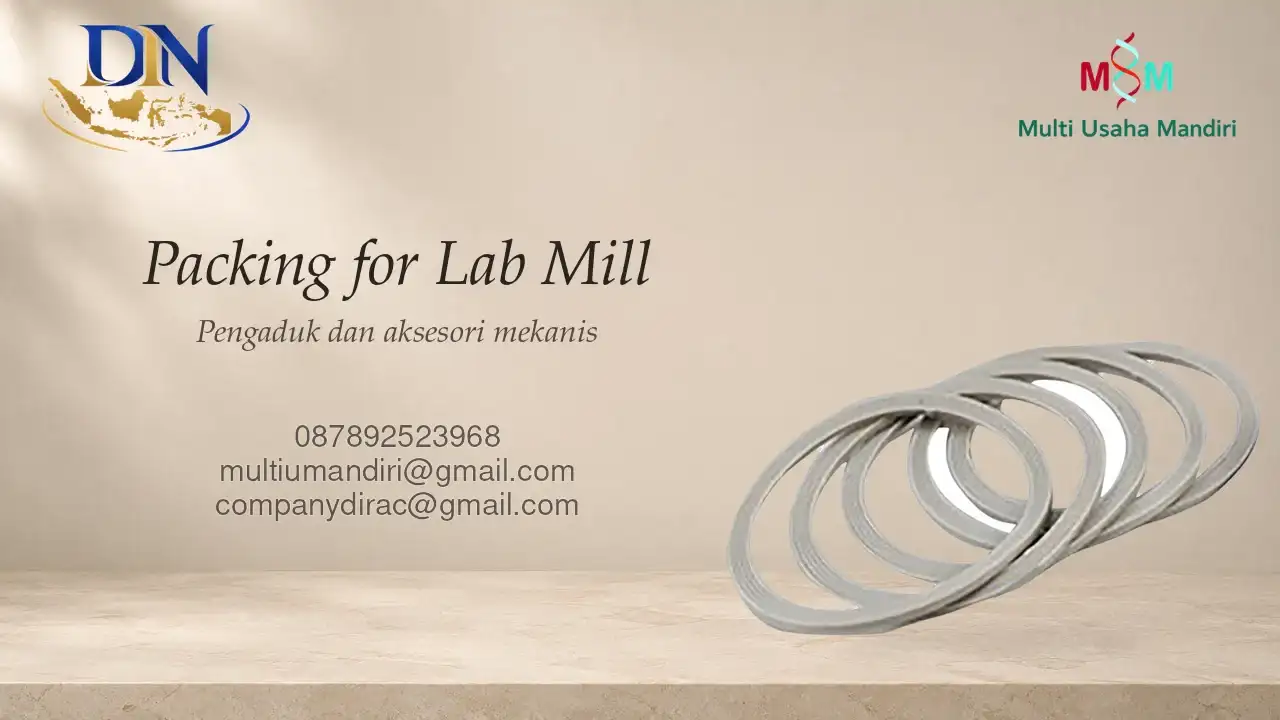 DIN
MSM
Multi Usaha Mandiri
Packing for Lab Mill
Pengaduk dan aksesori mekanis
087892523968
multiumandiri@gmail.com
companydirac@gmail.com